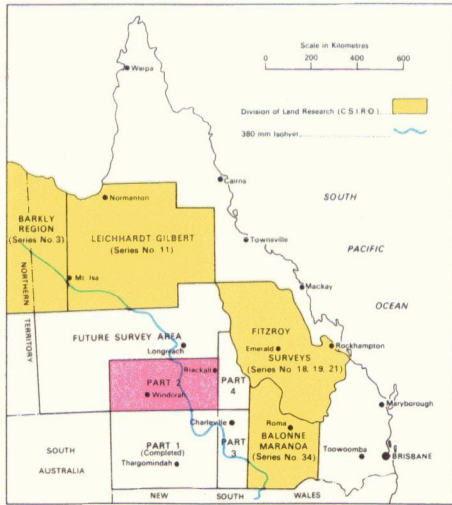 Scale in Kilometres
0 200 400 600
Division of Land Research (C.S.I.R.O.)
380 mm Isohyet
Weipa
Cairns
Normanton
SOUTH
BARKLY
REGION
(Series No. 3)
LEICHHARDT GILBERT
(Series No. 11)
Townsville
PACIFIC
Mt. Isa
Mackay
OCEAN
NORTHERN
TERRITORY
FUTURE SURVEY AREA
Longreach
FITZROY
SURVEYS
(Series No. 18, 19, 21)
Emerald
Rockhampton
Blackall
PART 2
Windorah
PART
4
Maryborough
Charleville
Roma
BALONNE
MARANOA
(Series No. 34)
PART 1
(Completed)
Thargomindah
PART
3
Toowoomba
BRISBANE
SOUTH
AUSTRALIA
NEW SOUTH WALES